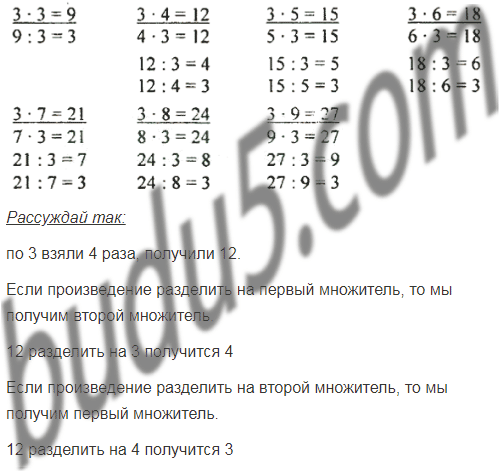 3 · 3 = 9    3 · 4 = 12    3 · 5 = 15    3 · 6 = 18
9 : 3 = 3    4 · 3 = 12    5 · 3 = 15    6 · 3 = 18
12 : 3 = 4    15 : 3 = 5    18 : 3 = 6
12 : 4 = 3    15 : 5 = 3    18 : 6 = 3
3 · 7 = 21    3 · 8 = 24    3 · 9 = 27
7 · 3 = 21    8 · 3 = 24    9 · 3 = 27
21 : 3 = 7    24 : 3 = 8    27 : 3 = 9
21 : 7 = 3    24 : 8 = 3    27 : 9 = 3
Рассуждай так:
по 3 взяли 4 раза, получили 12.
Если произведение разделить на первый множитель, то мы
получим второй множитель.
12 разделить на 3 получится 4
Если произведение разделить на второй множитель, то мы
получим первый множитель.
12 разделить на 4 получится 3
budu5.com